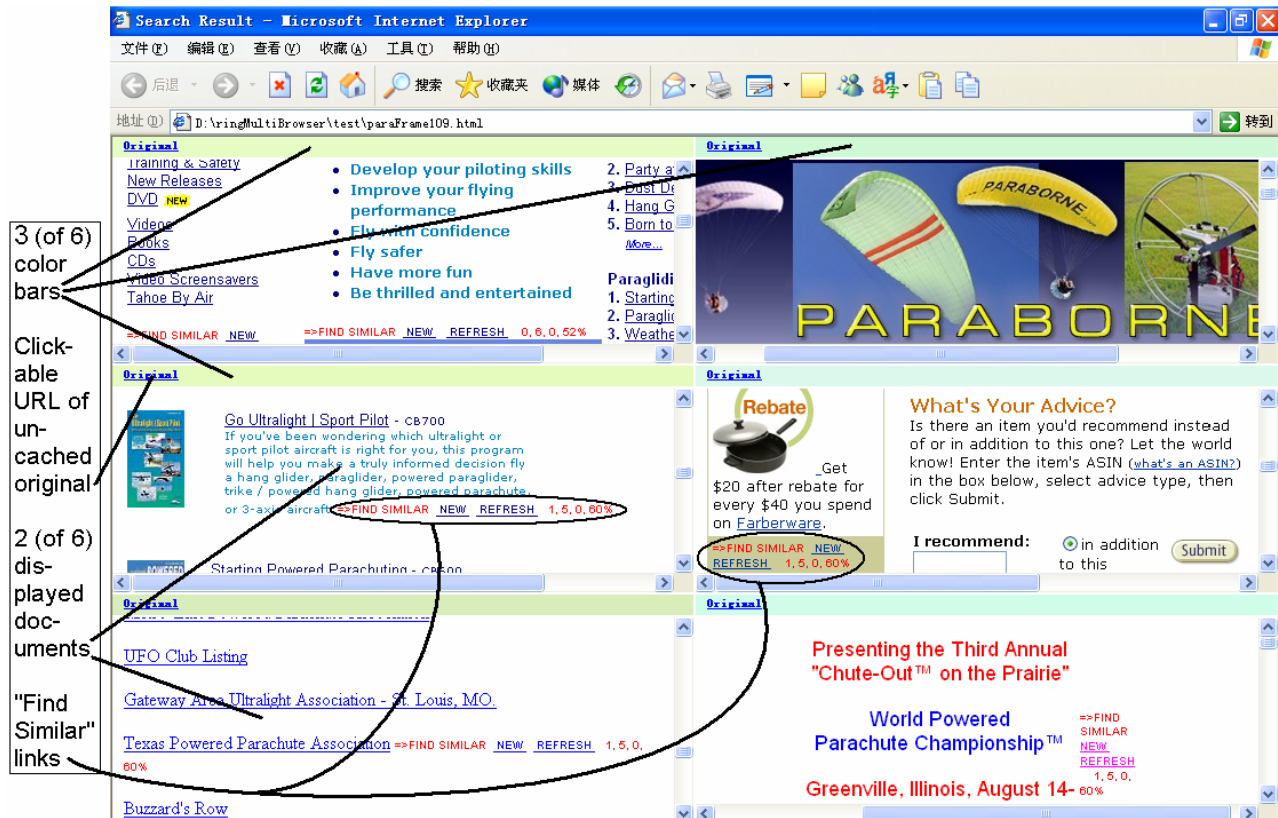 Search Result - Microsoft Internet Explorer
文件(F) 编辑(E) 查看(V) 收藏(A) 工具(T) 帮助(H)
后退 搜索 收藏夹 媒体
地址(D) D:\ringMultiBrowser\test\paraFrame109.html 转到
3 (of 6)
color
bars
Click-
able
URL of
un-
cached
original
2 (of 6)
dis-
played
doc-
uments
"Find
Similar"
links
Original
Training & Safety
New Releases
DVD NEW
Videos
Books
CDs
Video Screensavers
Tahoe By Air
=>FIND SIMILAR NEW
• Develop your piloting skills
• Improve your flying
performance
• Fly with confidence
• Fly safer
• Have more fun
• Be thrilled and entertained
=>FIND SIMILAR NEW REFRESH 0, 6, 0, 52%
2. Party a
3. Dust De
4. Hang G
5. Born to
More...
Paraglidi
1. Starting
2. Paraglid
3. Weathe
Original
PARABORNE
PARABORNE
Original
Go Ultralight | Sport Pilot - CB700
If you've been wondering which ultralight or
sport pilot aircraft is right for you, this program
will help you make a truly informed decision fly
a hang glider, paraglider, powered paraglider,
trike / powered hang glider, powered parachute,
or 3-axis aircraft =>FIND SIMILAR NEW REFRESH 1, 5, 0, 60%
POWERED
Starting Powered Parachuting - CB500
Original
Rebate
Get
$20 after rebate for
every $40 you spend
on Farberware.
=>FIND SIMILAR NEW
REFRESH 1, 5, 0, 60%
What's Your Advice?
Is there an item you'd recommend instead
of or in addition to this one? Let the world
know! Enter the item's ASIN (what's an ASIN?)
in the box below, select advice type, then
click Submit.
I recommend:
in addition
to this
Submit
Original
UFO Club Listing
Gateway Area Ultralight Association - St. Louis, MO.
Texas Powered Parachute Association =>FIND SIMILAR NEW REFRESH 1, 5, 0,
60%
Buzzard's Row
Original
Presenting the Third Annual
"Chute-Out™ on the Prairie"
World Powered
Parachute Championship™
Greenville, Illinois, August 14-
=>FIND
SIMILAR
NEW
REFRESH
1, 5, 0,
60%